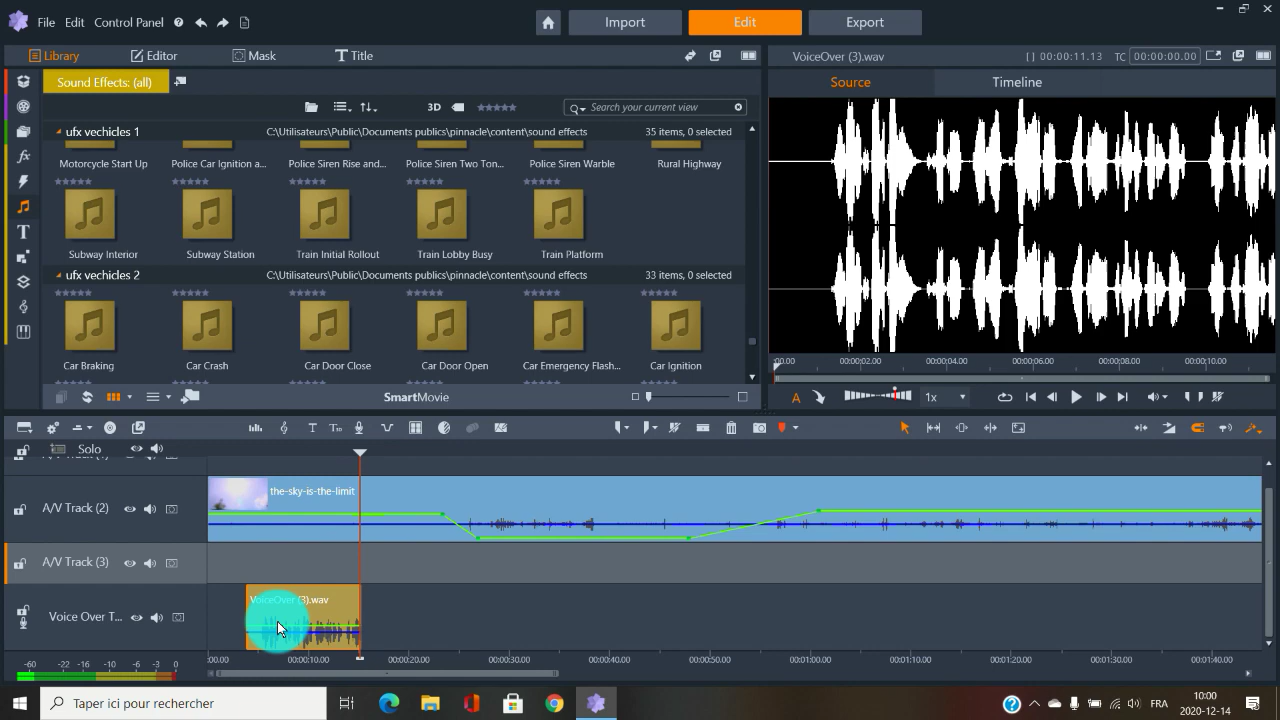 File Edit Control Panel Import Edit Export
Library Editor Mask Title VoiceOver (3).wav [] 00:00:11.13 TC 00:00:00.00
Sound Effects: (all) Source Timeline
3D Search your current view
ufx vechicles 1 C:\Utilisateurs\Public\Documents publics\pinnacle\content\sound effects 35 items, 0 selected
Motorcycle Start Up Police Car Ignition a... Police Siren Rise and... Police Siren Two Ton... Police Siren Warble Rural Highway
Subway Interior Subway Station Train Initial Rollout Train Lobby Busy Train Platform
ufx vechicles 2 C:\Utilisateurs\Public\Documents publics\pinnacle\content\sound effects 33 items, 0 selected
Car Braking Car Crash Car Door Close Car Door Open Car Emergency Flash... Car Ignition
:00.00 00:00:02.00 00:00:04.00 00:00:06.00 00:00:08.00 00:00:10.00
SmartMovie A 1x
Solo
the-sky-is-the-limit
A/V Track (2)
A/V Track (3)
VoiceOver (3).wav
Voice Over T...
:00.00 00:00:10.00 00:00:20.00 00:00:30.00 00:00:40.00 00:00:50.00 00:01:00.00 00:01:10.00 00:01:20.00 00:01:30.00 00:01:40.00
-60 -22 -16 -10 -6 -3 0
Taper ici pour rechercher FRA 10:00
2020-12-14